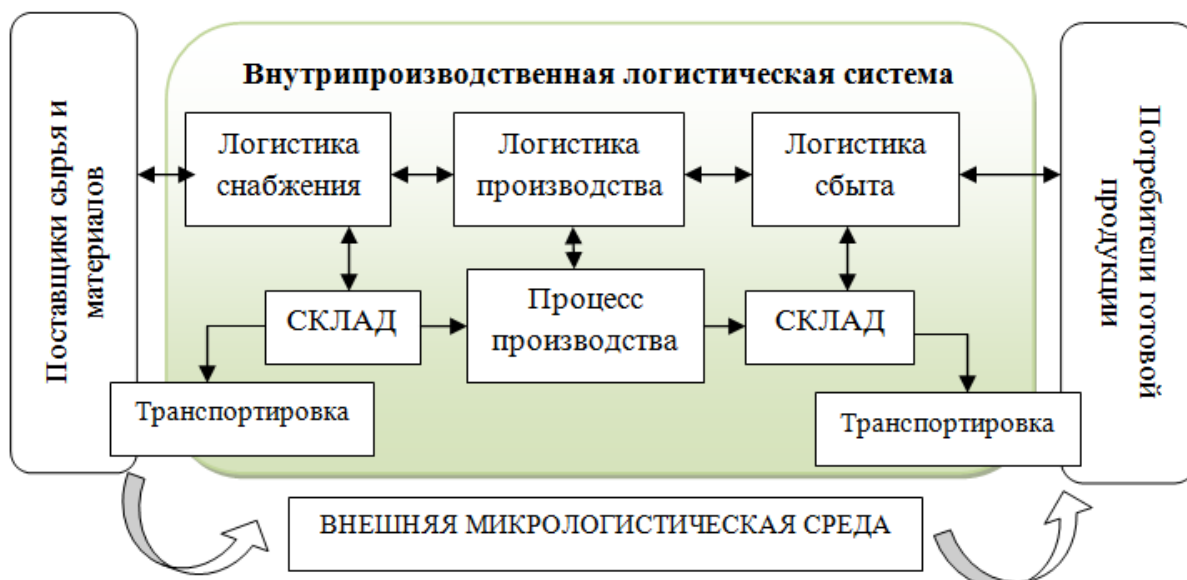 Поставщики сырья и
материалов
Внутрипроизводственная логистическая система
Логистика
снабжения
Логистика
производства
Логистика
сбыта
СКЛАД
Процесс
производства
СКЛАД
Транспортировка
Транспортировка
Потребители готовой
продукции
ВНЕШНЯЯ МИКРОЛОГИСТИЧЕСКАЯ СРЕДА